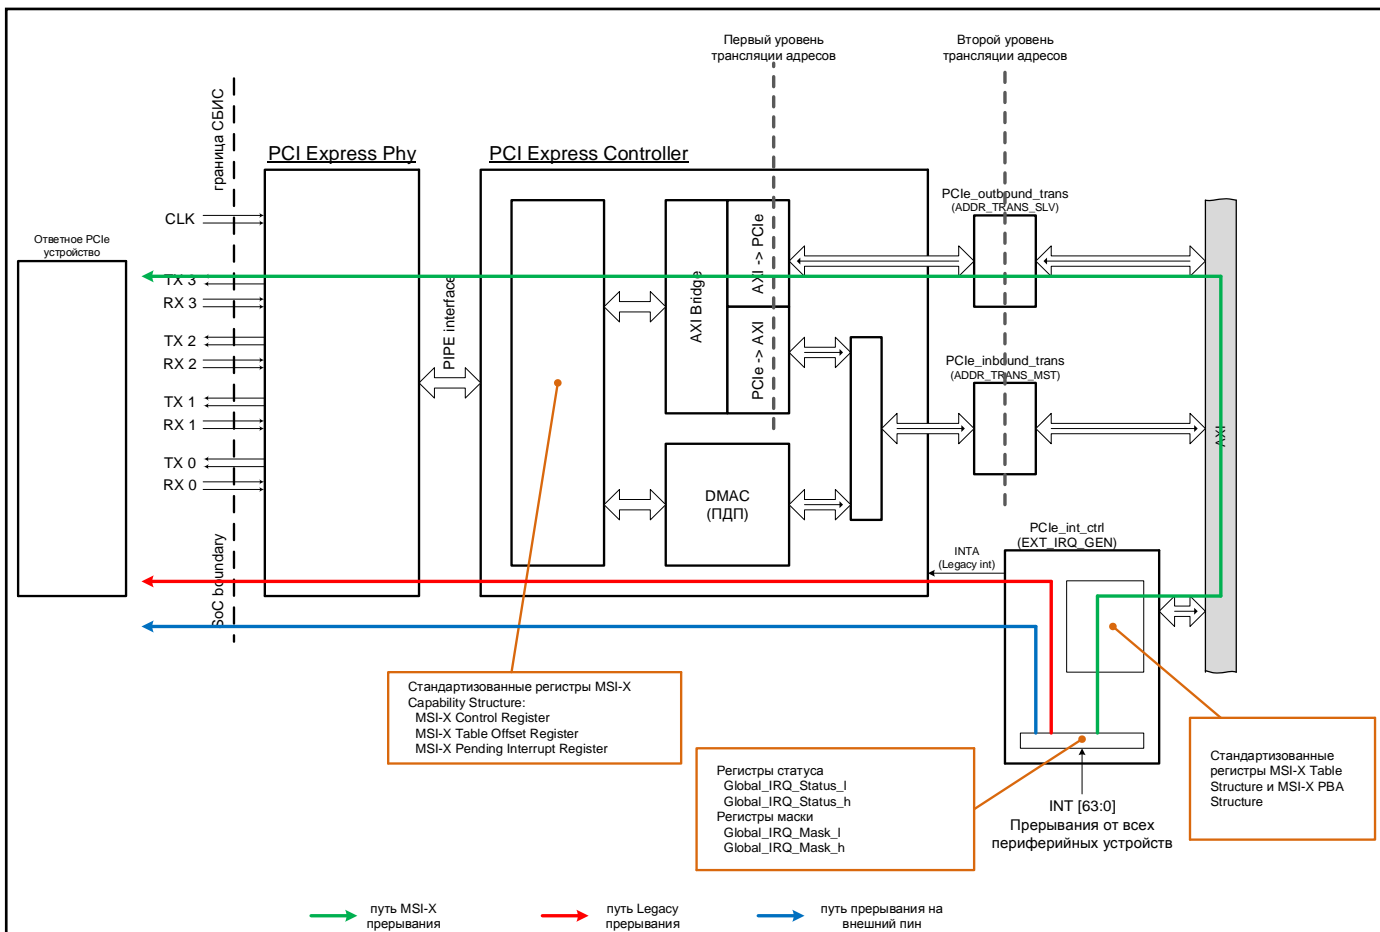 Первый уровень
трансляции адресов
Второй уровень
трансляции адресов
граница СБИС
PCI Express Phy
PCI Express Controller
PCIe_outbound_trans
(ADDR_TRANS_SLV)
CLK
Ответное PCIe
устройство
TX 3
RX 3
TX 2
RX 2
TX 1
RX 1
TX 0
RX 0
PIPE interface
AXI Bridge
AXI -> PCIe
PCIe -> AXI
PCIe_inbound_trans
(ADDR_TRANS_MST)
AXI
DMAC
(ПДП)
PCIe_int_ctrl
(EXT_IRQ_GEN)
INTA
(Legacy int)
SoC boundary
Стандартизованные регистры MSI-X
Capability Structure:
MSI-X Control Register
MSI-X Table Offset Register
MSI-X Pending Interrupt Register
Регистры статуса
Global_IRQ_Status_l
Global_IRQ_Status_h
Регистры маски
Global_IRQ_Mask_l
Global_IRQ_Mask_h
INT [63:0]
Прерывания от всех
периферийных устройств
Стандартизованные
регистры MSI-X Table
Structure и MSI-X PBA
Structure
путь MSI-X
прерывания
путь Legacy
прерывания
путь прерывания на
внешний пин